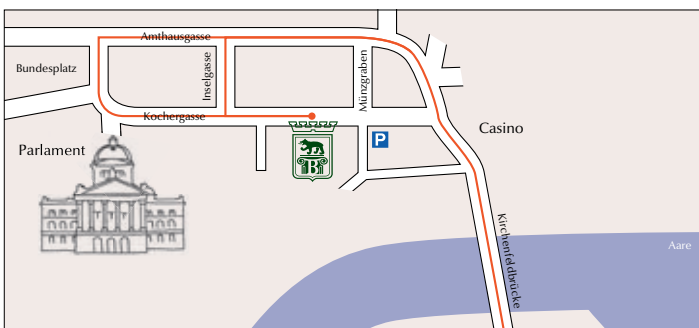 Amthausgasse
Bundesplatz
Inselgasse
Münzgraben
Kochergasse
P
Casino
Parlament
B
Kirchenfeldbrücke
Aare